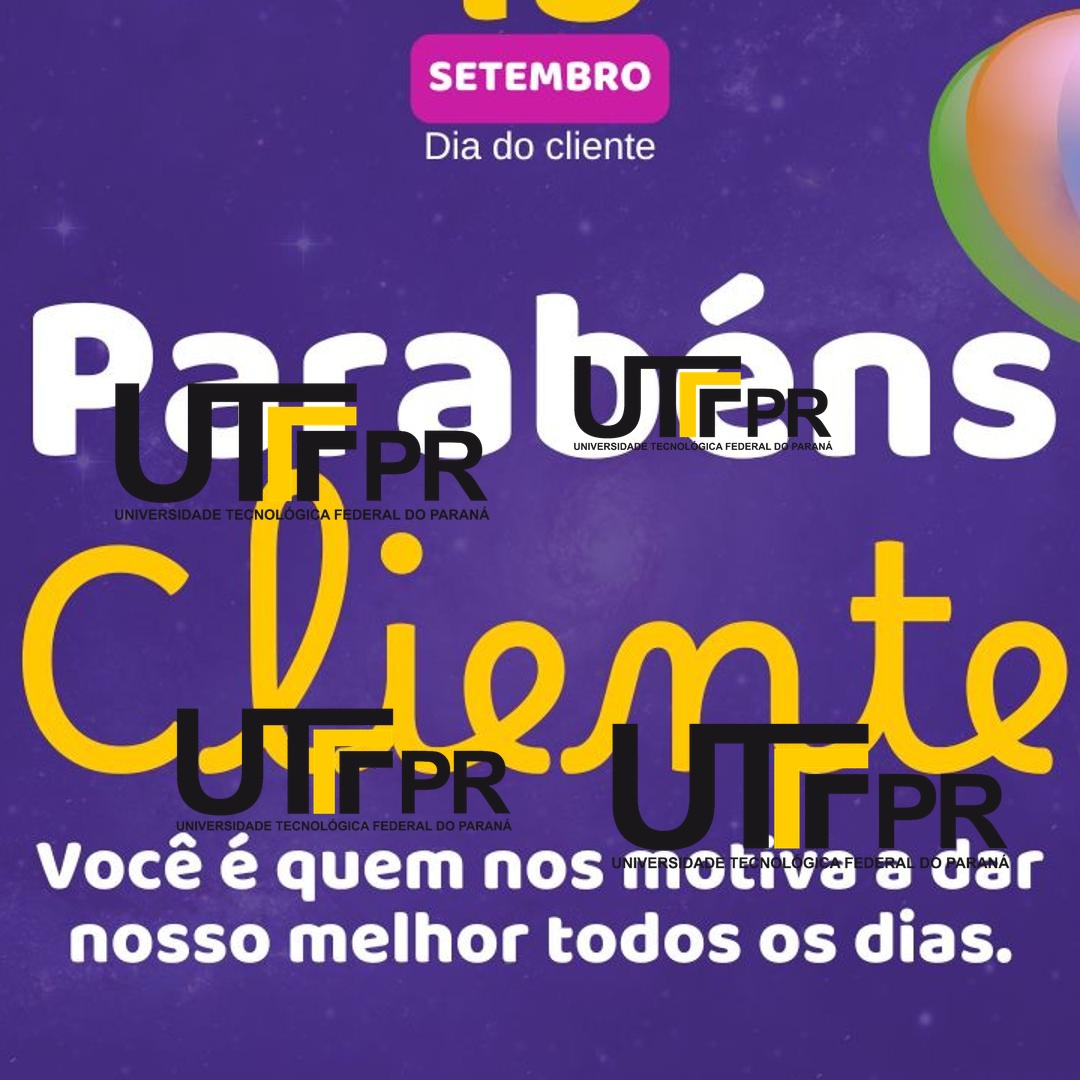 SETEMBRO
Dia do cliente
Parabéns
UTFPR
UNIVERSIDADE TECNOLÓGICA FEDERAL DO PARANÁ
UTFPR
UNIVERSIDADE TECNOLÓGICA FEDERAL DO PARANÁ
Cliente
UTFPR
UNIVERSIDADE TECNOLÓGICA FEDERAL DO PARANÁ
UTFPR
UNIVERSIDADE TECNOLÓGICA FEDERAL DO PARANÁ
Você é quem nos motiva a dar
nosso melhor todos os dias.